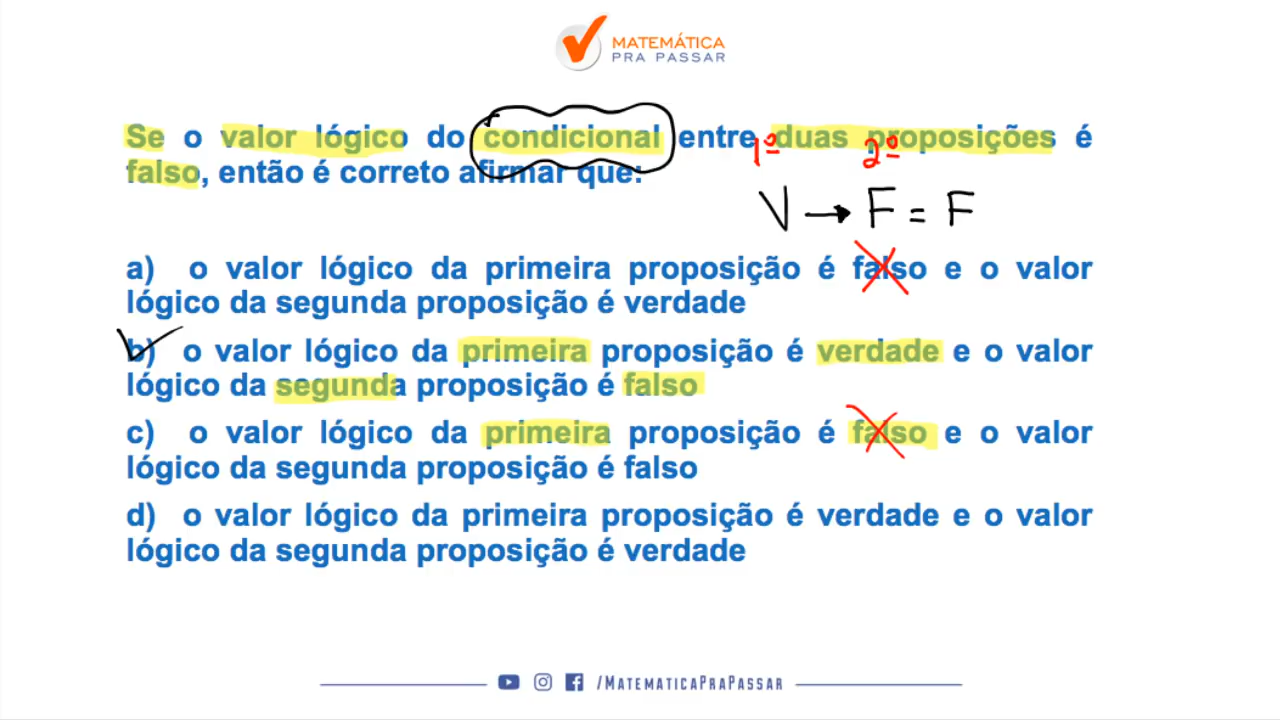 MATEMÁTICA
PRA PASSAR
Se o valor lógico do condicional entre duas proposições é
falso, então é correto afirmar que:
1º 2º
V → F = F
a) o valor lógico da primeira proposição é falso e o valor
lógico da segunda proposição é verdade
b) o valor lógico da primeira proposição é verdade e o valor
lógico da segunda proposição é falso
c) o valor lógico da primeira proposição é falso e o valor
lógico da segunda proposição é falso
d) o valor lógico da primeira proposição é verdade e o valor
lógico da segunda proposição é verdade
/MATEMATICAPRAPASSAR